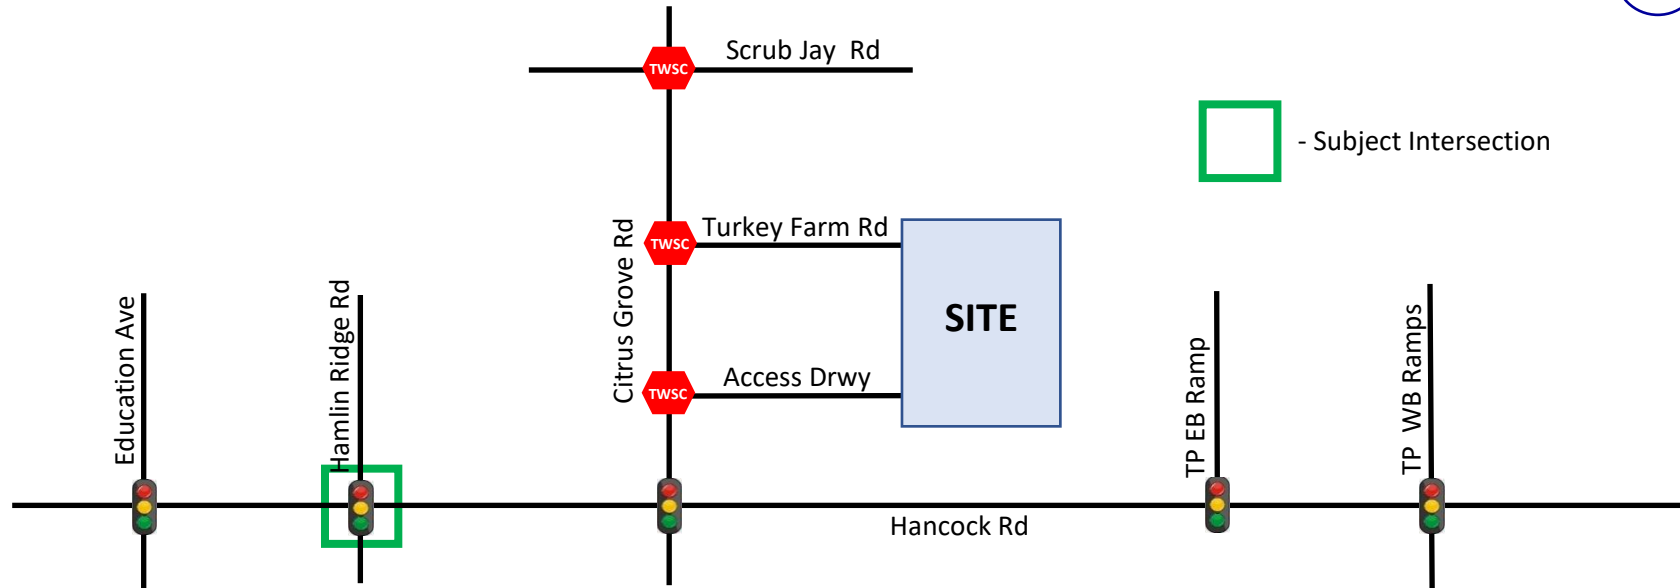 TWSC
Scrub Jay Rd
- Subject Intersection
Citrus Grove Rd
TWSC
Turkey Farm Rd
SITE
Education Ave
Hamlin Ridge Rd
TWSC
Access Drwy
TP EB Ramp
TP WB Ramps
Hancock Rd